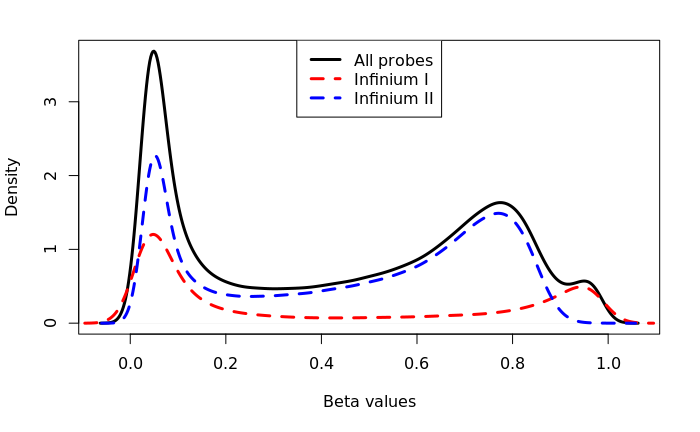 All probes
Infinium I
Infinium II
Density
3
2
1
0
0.0 0.2 0.4 0.6 0.8 1.0
Beta values